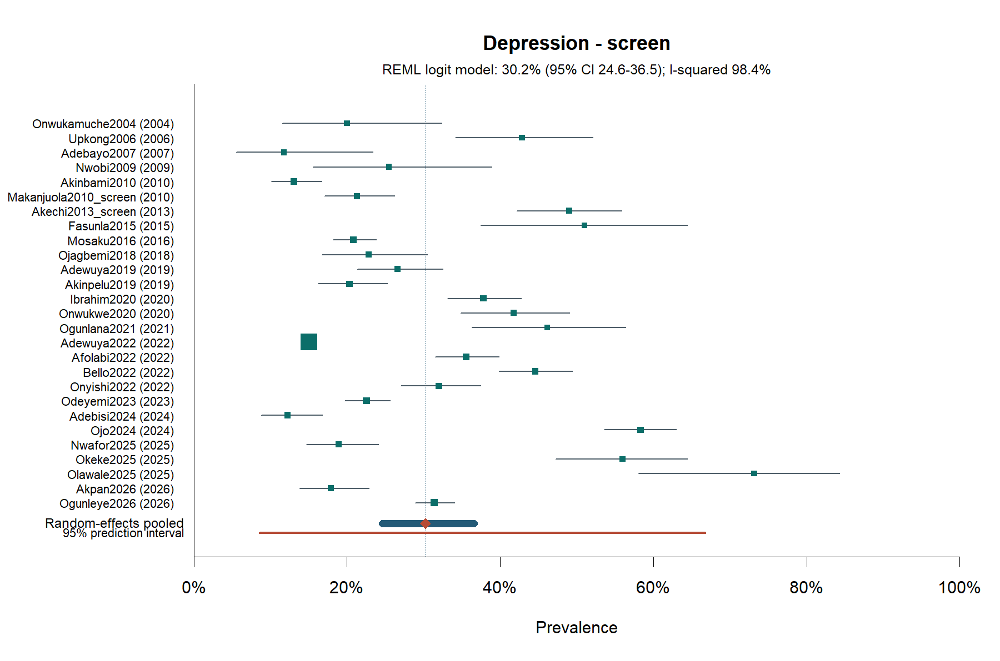 Depression - screen
REML logit model: 30.2% (95% CI 24.6-36.5); I-squared 98.4%
Onwukamuche2004 (2004)
Upkong2006 (2006)
Adebayo2007 (2007)
Nwobi2009 (2009)
Akinbami2010 (2010)
Makanjuola2010_screen (2010)
Akechi2013_screen (2013)
Fasunla2015 (2015)
Mosaku2016 (2016)
Ojagbemi2018 (2018)
Adewuya2019 (2019)
Akinpelu2019 (2019)
Ibrahim2020 (2020)
Onwukwe2020 (2020)
Ogunlana2021 (2021)
Adewuya2022 (2022)
Afolabi2022 (2022)
Bello2022 (2022)
Onyishi2022 (2022)
Odeyemi2023 (2023)
Adebisi2024 (2024)
Ojo2024 (2024)
Nwafor2025 (2025)
Okeke2025 (2025)
Olawale2025 (2025)
Akpan2026 (2026)
Ogunleye2026 (2026)
Random-effects pooled
95% prediction interval
0% 20% 40% 60% 80% 100%
Prevalence